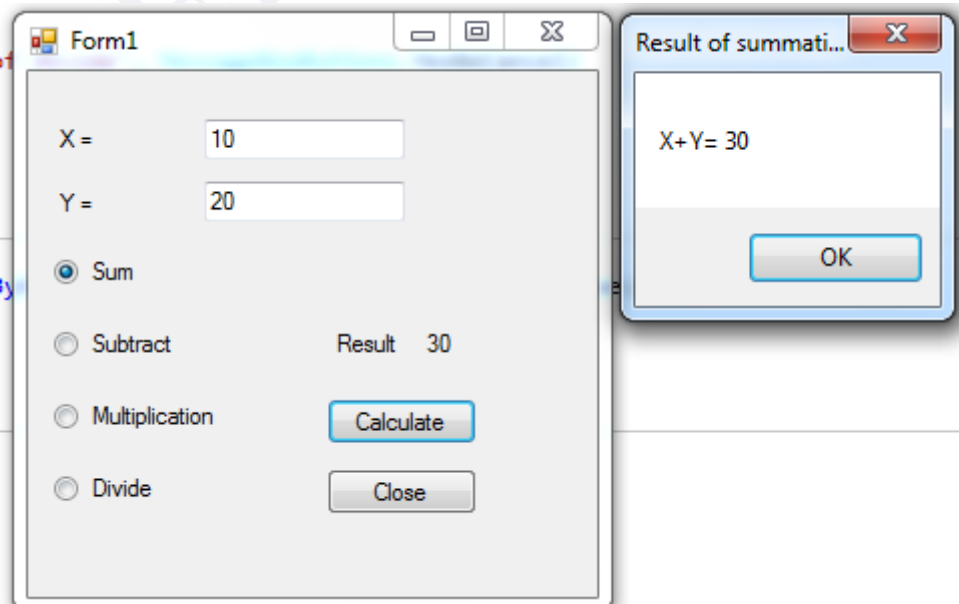 Form1
X = 10
Y = 20
Sum
Subtract
Result 30
Multiplication
Calculate
Divide
Close
Result of summati...
X+Y= 30
OK